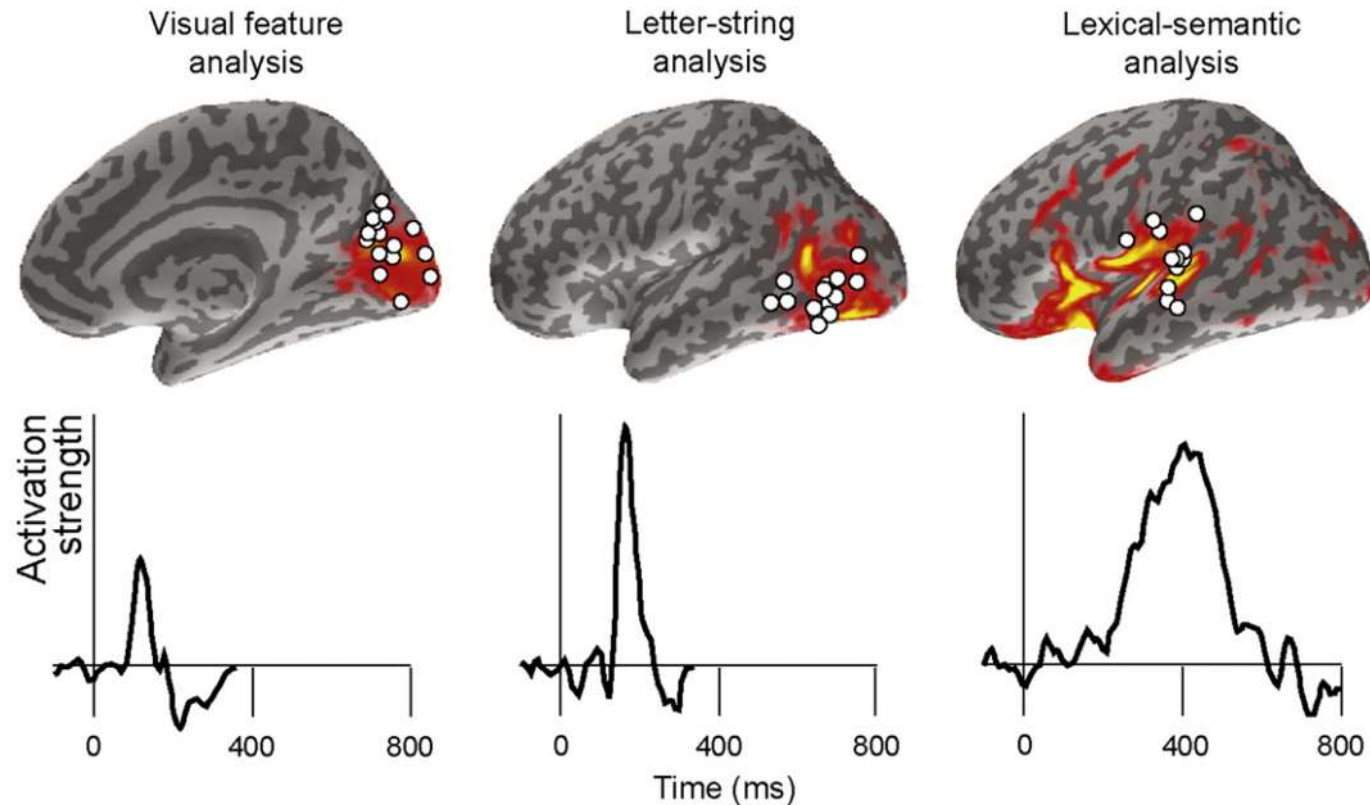 Visual feature
analysis
Letter-string
analysis
Lexical-semantic
analysis
Activation
strength
0
400
800
0
400
800
0
400
800
Time (ms)